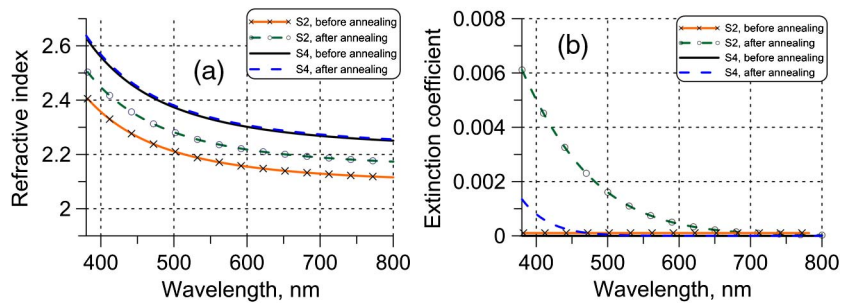 S2, before annealing
S2, after annealing
S4, before annealing
S4, after annealing
(a)
Refractive index
2.6
2.4
2.2
2
400 500 600 700 800
Wavelength, nm
S2, before annealing
S2, after annealing
S4, before annealing
S4, after annealing
(b)
Extinction coefficient
0.008
0.006
0.004
0.002
0
400 500 600 700 800
Wavelength, nm